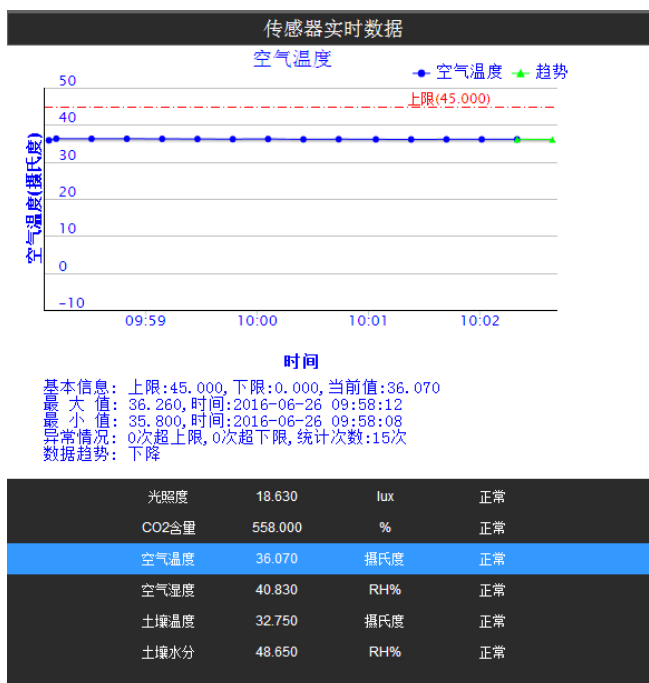 传感器实时数据
空气温度
空气温度 趋势
50
上限(45.000)
40
30
20
10
0
-10
空气温度(摄氏度)
09:59 10:00 10:01 10:02
时间
基本信息: 上限:45.000,下限:0.000,当前值:36.070
最 大 值: 36.260,时间:2016-06-26 09:58:12
最 小 值: 35.800,时间:2016-06-26 09:58:08
异常情况: 0次超上限,0次超下限,统计次数:15次
数据趋势: 下降
光照度 18.630 lux 正常
CO2含量 558.000 % 正常
空气温度 36.070 摄氏度 正常
空气湿度 40.830 RH% 正常
土壤温度 32.750 摄氏度 正常
土壤水分 48.650 RH% 正常